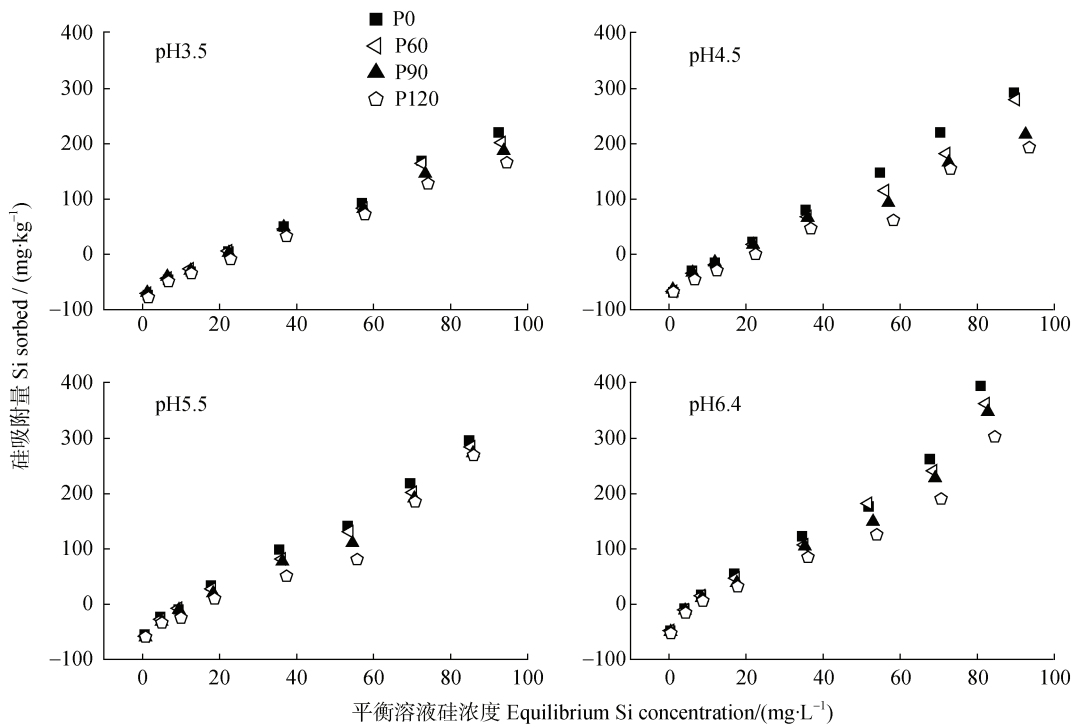 400
300
200
100
0
−100
pH3.5
P0
P60
P90
P120
0 20 40 60 80 100
400
300
200
100
0
−100
pH4.5
0 20 40 60 80 100
硅吸附量 Si sorbed / (mg·kg⁻¹)
400
300
200
100
0
−100
pH5.5
0 20 40 60 80 100
400
300
200
100
0
−100
pH6.4
0 20 40 60 80 100
平衡溶液硅浓度 Equilibrium Si concentration/(mg·L⁻¹)